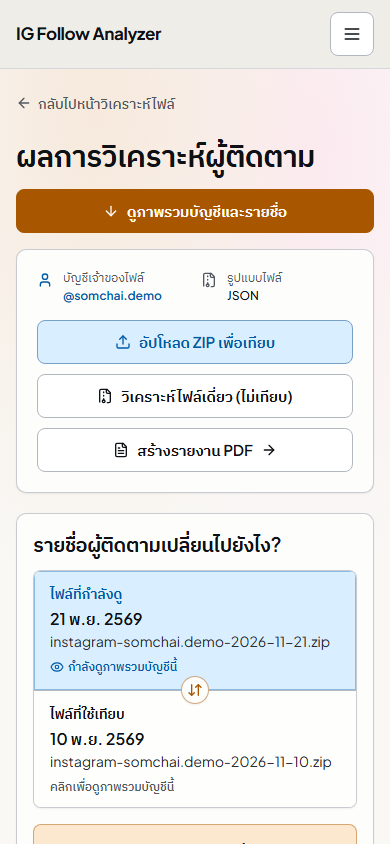 IG Follow Analyzer
กลับไปหน้าวิเคราะห์ไฟล์
ผลการวิเคราะห์ผู้ติดตาม
ดูภาพรวมบัญชีและรายชื่อ
บัญชีเจ้าของไฟล์
@somchai.demo
รูปแบบไฟล์
JSON
อัปโหลด ZIP เพื่อเทียบ
วิเคราะห์ไฟล์เดี่ยว (ไม่เทียบ)
สร้างรายงาน PDF
รายชื่อผู้ติดตามเปลี่ยนไปยังไง?
ไฟล์ที่กำลังดู
21 พ.ย. 2569
instagram-somchai.demo-2026-11-21.zip
กำลังดูภาพรวมบัญชีนี้
ไฟล์ที่ใช้เทียบ
10 พ.ย. 2569
instagram-somchai.demo-2026-11-10.zip
คลิกเพื่อดูภาพรวมบัญชีนี้